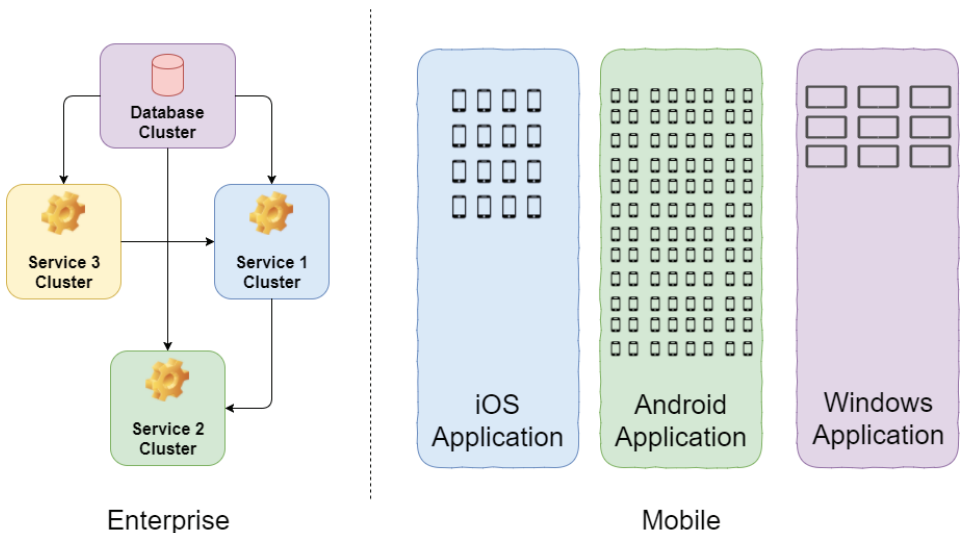 Database
Cluster
Service 3
Cluster
Service 1
Cluster
Service 2
Cluster
Enterprise
iOS
Application
Android
Application
Windows
Application
Mobile